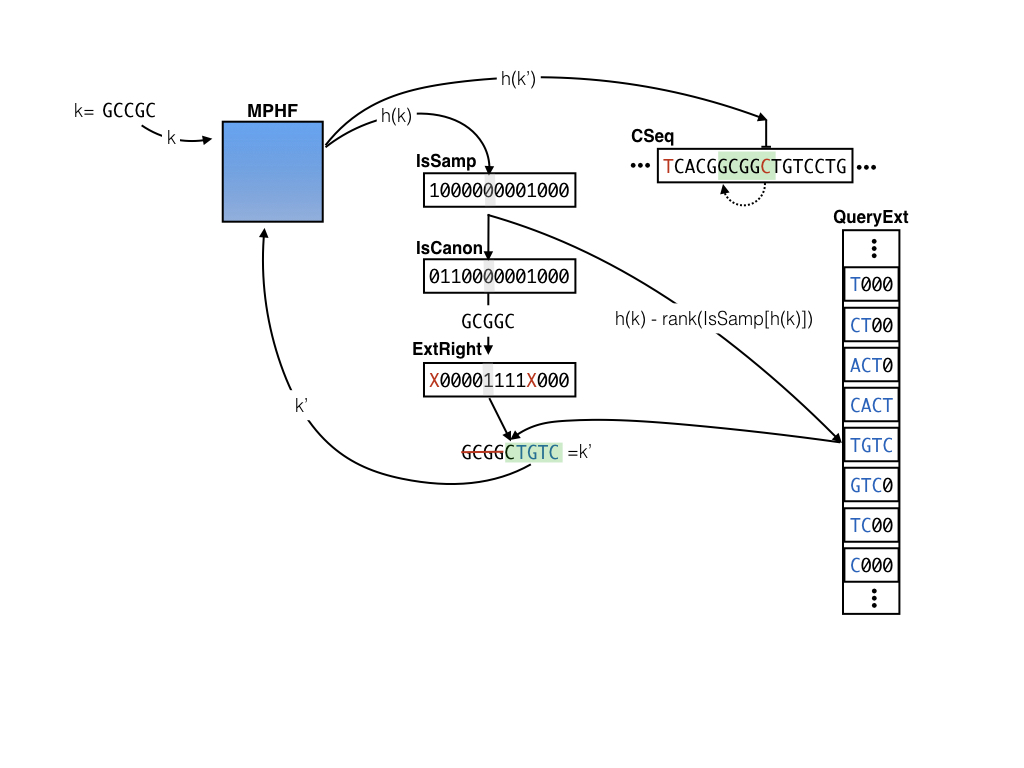 h(k’)
k= GCCGC
MPHF
h(k)
k
CSeq
IsSamp
••• TCACGGCGGCTGTCCTG •••
1000000001000
QueryExt
IsCanon
0110000001000
T000
GCGGC
h(k) - rank(IsSamp[h(k)])
CT00
ExtRight
ACT0
X00001111X000
CACT
k’
GCGGCTGTC =k’
TGTC
GTC0
TC00
C000